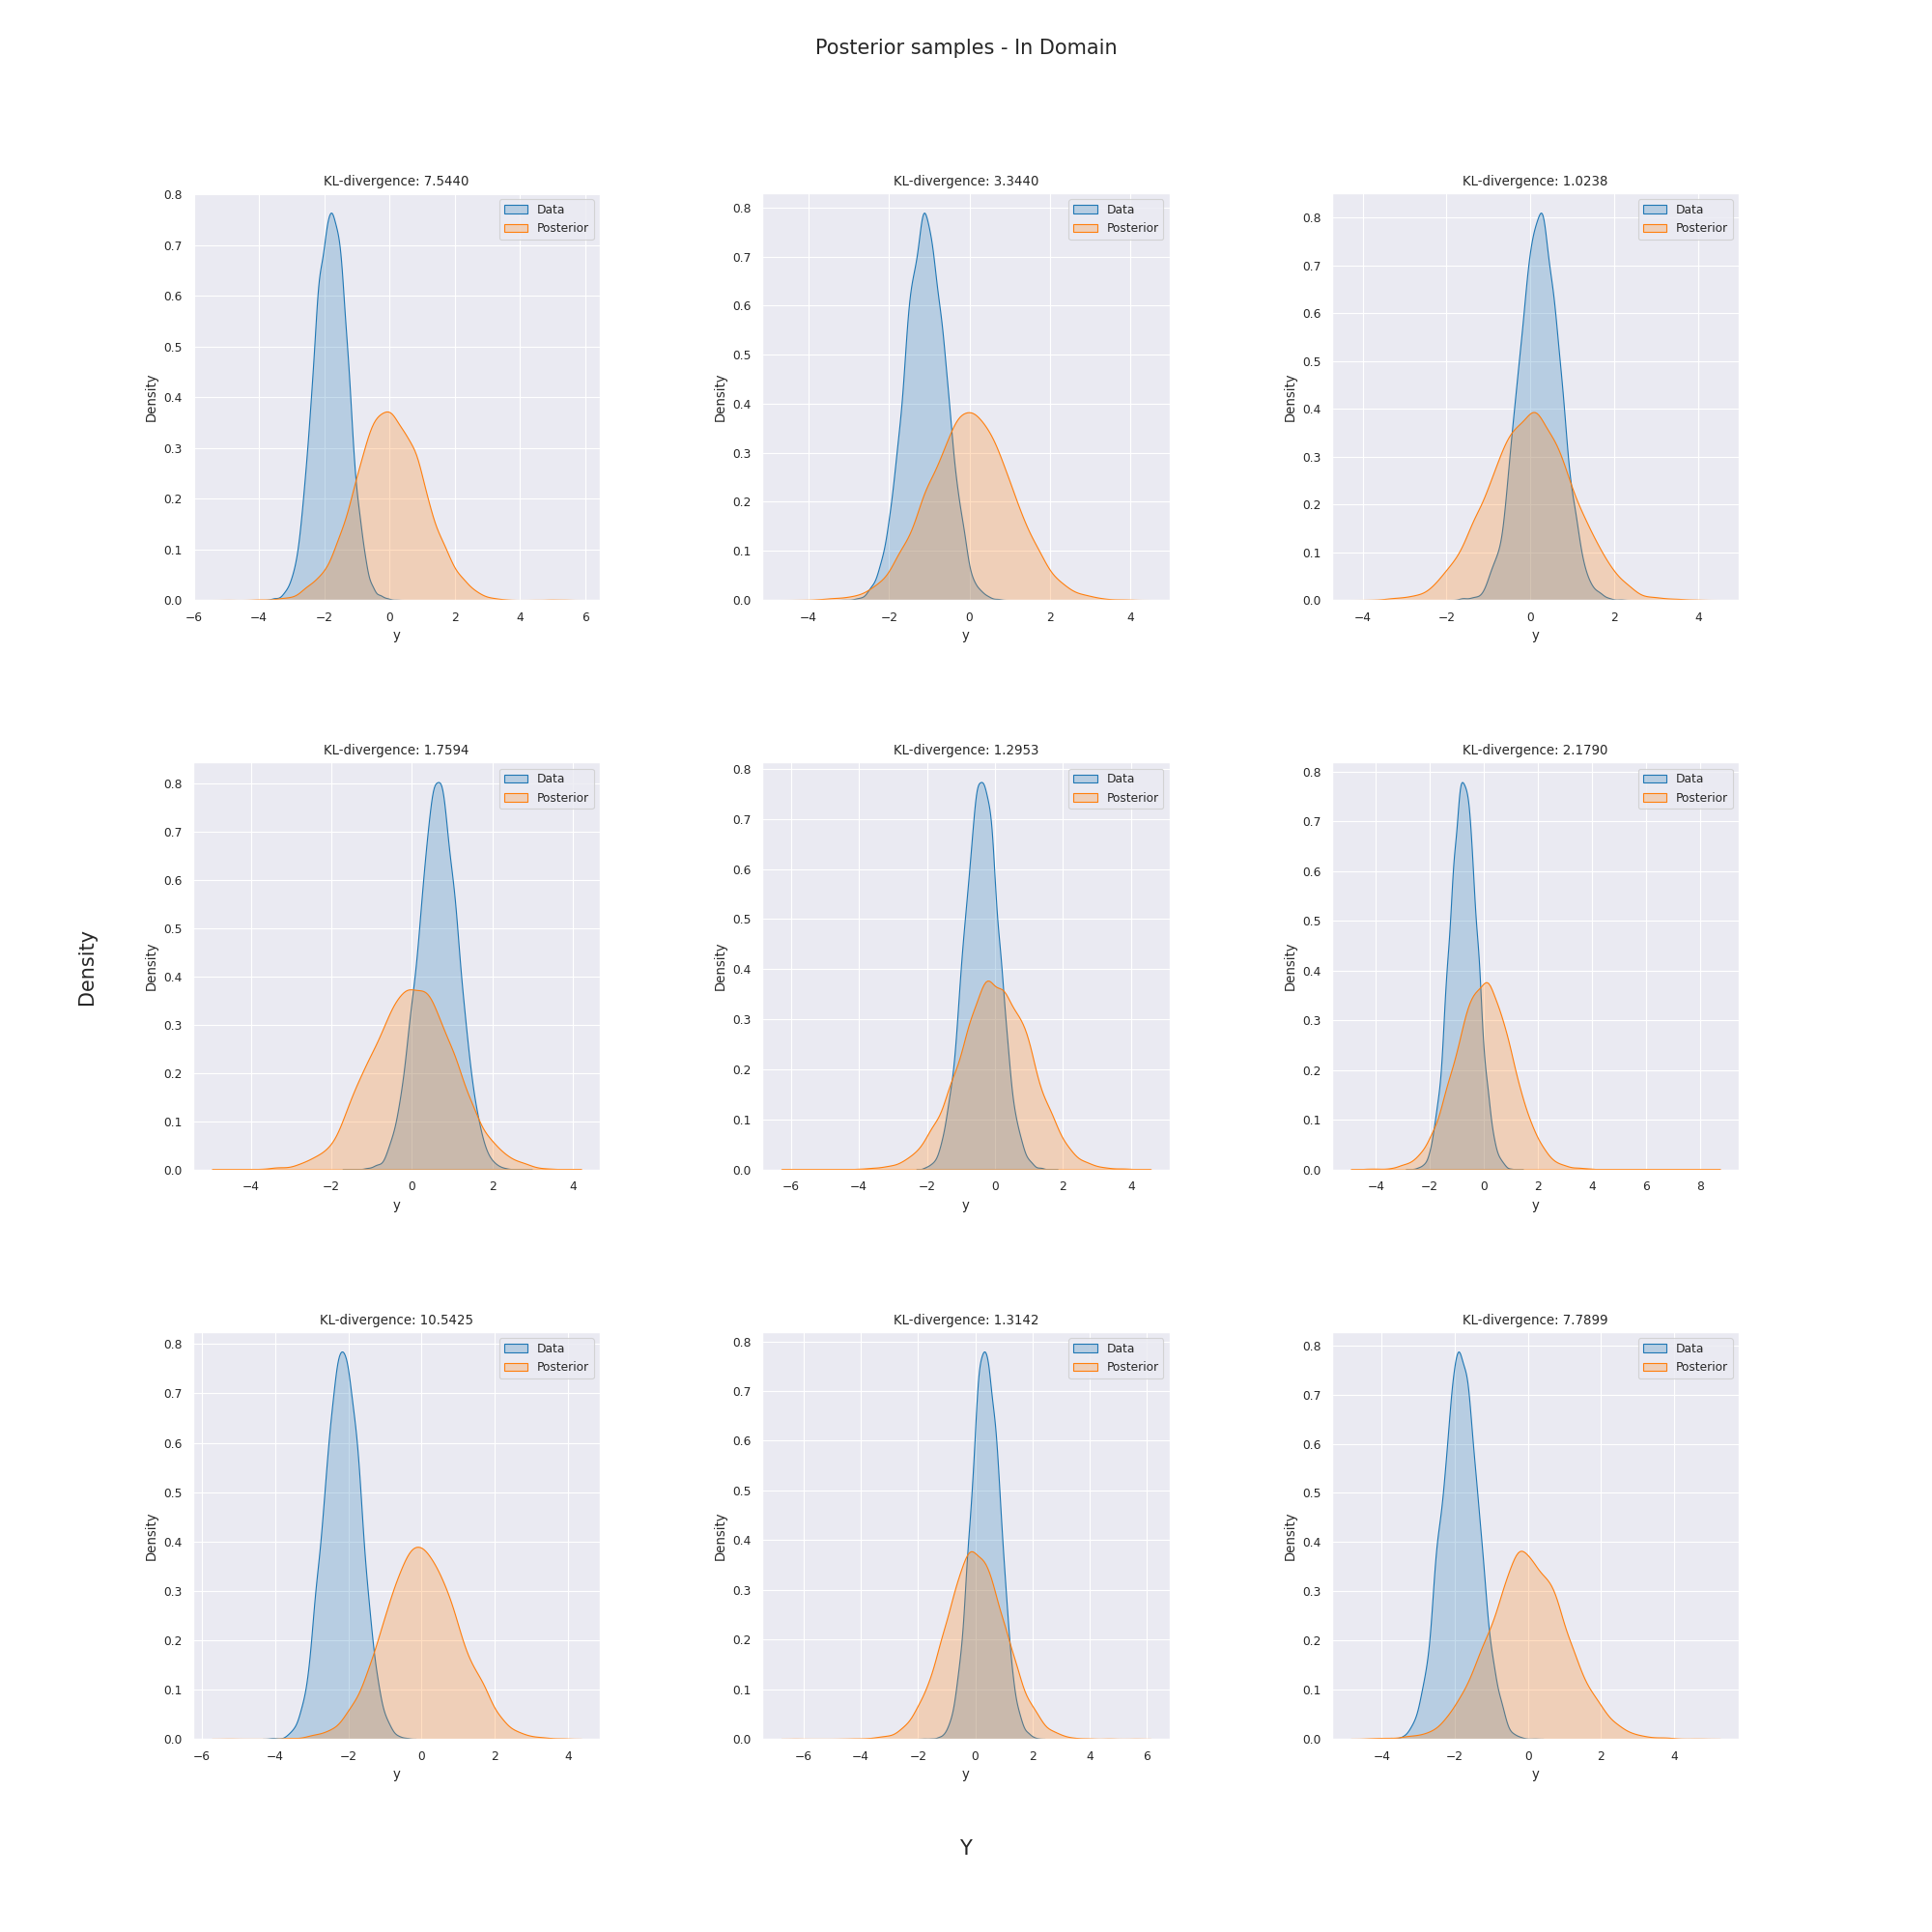 Posterior samples - In Domain
KL-divergence: 7.5440
Data
Posterior
0.8
0.7
0.6
0.5
0.4
0.3
0.2
0.1
0.0
Density
−6 −4 −2 0 2 4 6
y
KL-divergence: 3.3440
Data
Posterior
0.8
0.7
0.6
0.5
0.4
0.3
0.2
0.1
0.0
Density
−4 −2 0 2 4
y
KL-divergence: 1.0238
Data
Posterior
0.8
0.7
0.6
0.5
0.4
0.3
0.2
0.1
0.0
Density
−4 −2 0 2 4
y
Density
KL-divergence: 1.7594
Data
Posterior
0.8
0.7
0.6
0.5
0.4
0.3
0.2
0.1
0.0
Density
−4 −2 0 2 4
y
KL-divergence: 1.2953
Data
Posterior
0.8
0.7
0.6
0.5
0.4
0.3
0.2
0.1
0.0
Density
−6 −4 −2 0 2 4
y
KL-divergence: 2.1790
Data
Posterior
0.8
0.7
0.6
0.5
0.4
0.3
0.2
0.1
0.0
Density
−4 −2 0 2 4 6 8
y
KL-divergence: 10.5425
Data
Posterior
0.8
0.7
0.6
0.5
0.4
0.3
0.2
0.1
0.0
Density
−6 −4 −2 0 2 4
y
KL-divergence: 1.3142
Data
Posterior
0.8
0.7
0.6
0.5
0.4
0.3
0.2
0.1
0.0
Density
−6 −4 −2 0 2 4 6
y
KL-divergence: 7.7899
Data
Posterior
0.8
0.7
0.6
0.5
0.4
0.3
0.2
0.1
0.0
Density
−4 −2 0 2 4
y
Y